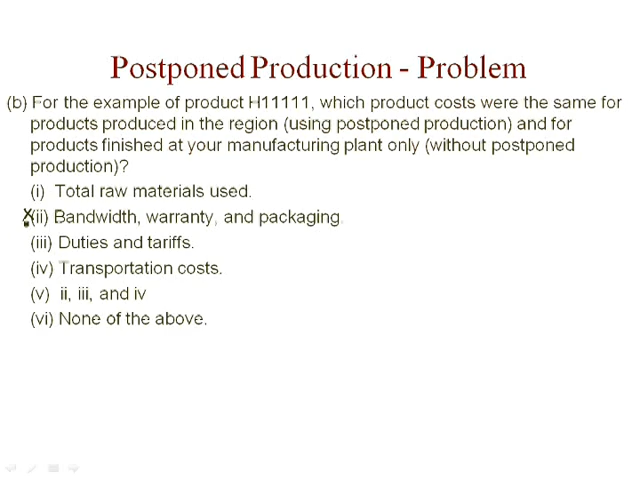 Postponed Production - Problem
(b) For the example of product H11111, which product costs were the same for
products produced in the region (using postponed production) and for
products finished at your manufacturing plant only (without postponed
production)?
(i) Total raw materials used.
(ii) Bandwidth, warranty, and packaging.
(iii) Duties and tariffs.
(iv) Transportation costs.
(v) ii, iii, and iv
(vi) None of the above.